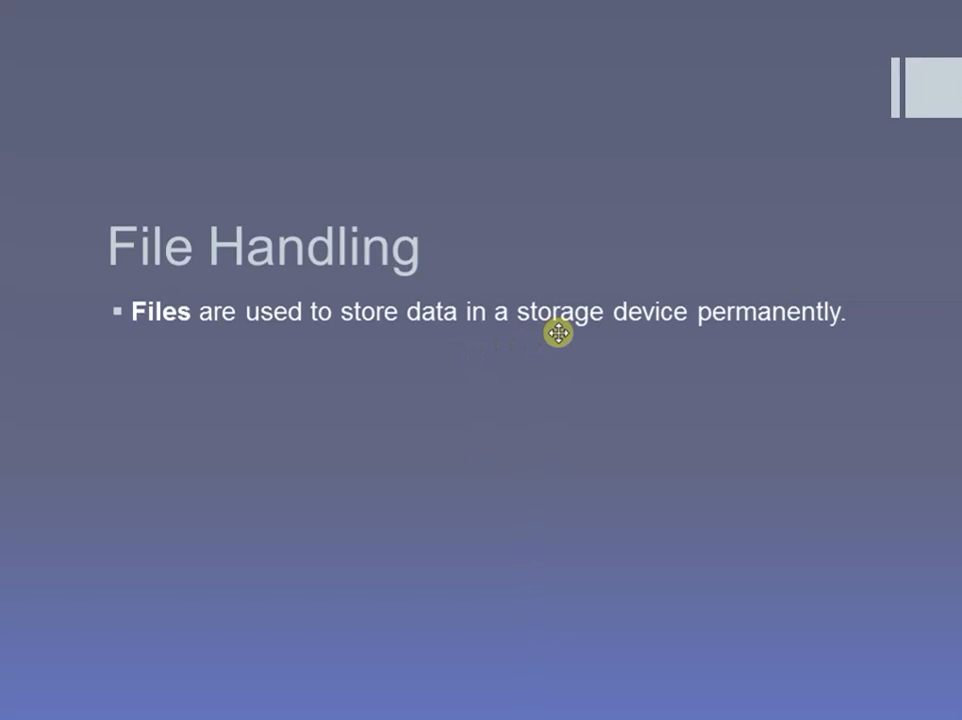 File Handling
▪ Files are used to store data in a storage device permanently.